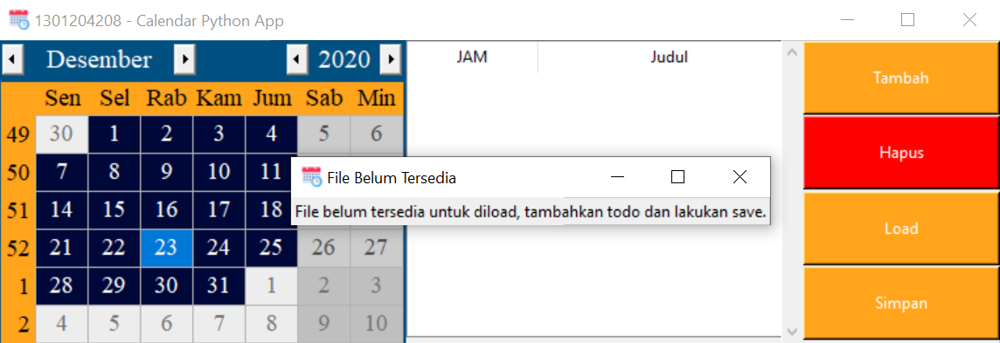 1301204208 - Calendar Python App
Desember 2020
JAM Judul
Sen Sel Rab Kam Jum Sab Min
49 30 1 2 3 4 5 6
50 7 8 9 10 11
51 14 15 16 17 18
52 21 22 23 24 25 26 27
1 28 29 30 31 1 2 3
2 4 5 6 7 8 9 10
File Belum Tersedia
File belum tersedia untuk diload, tambahkan todo dan lakukan save.
Tambah
Hapus
Load
Simpan